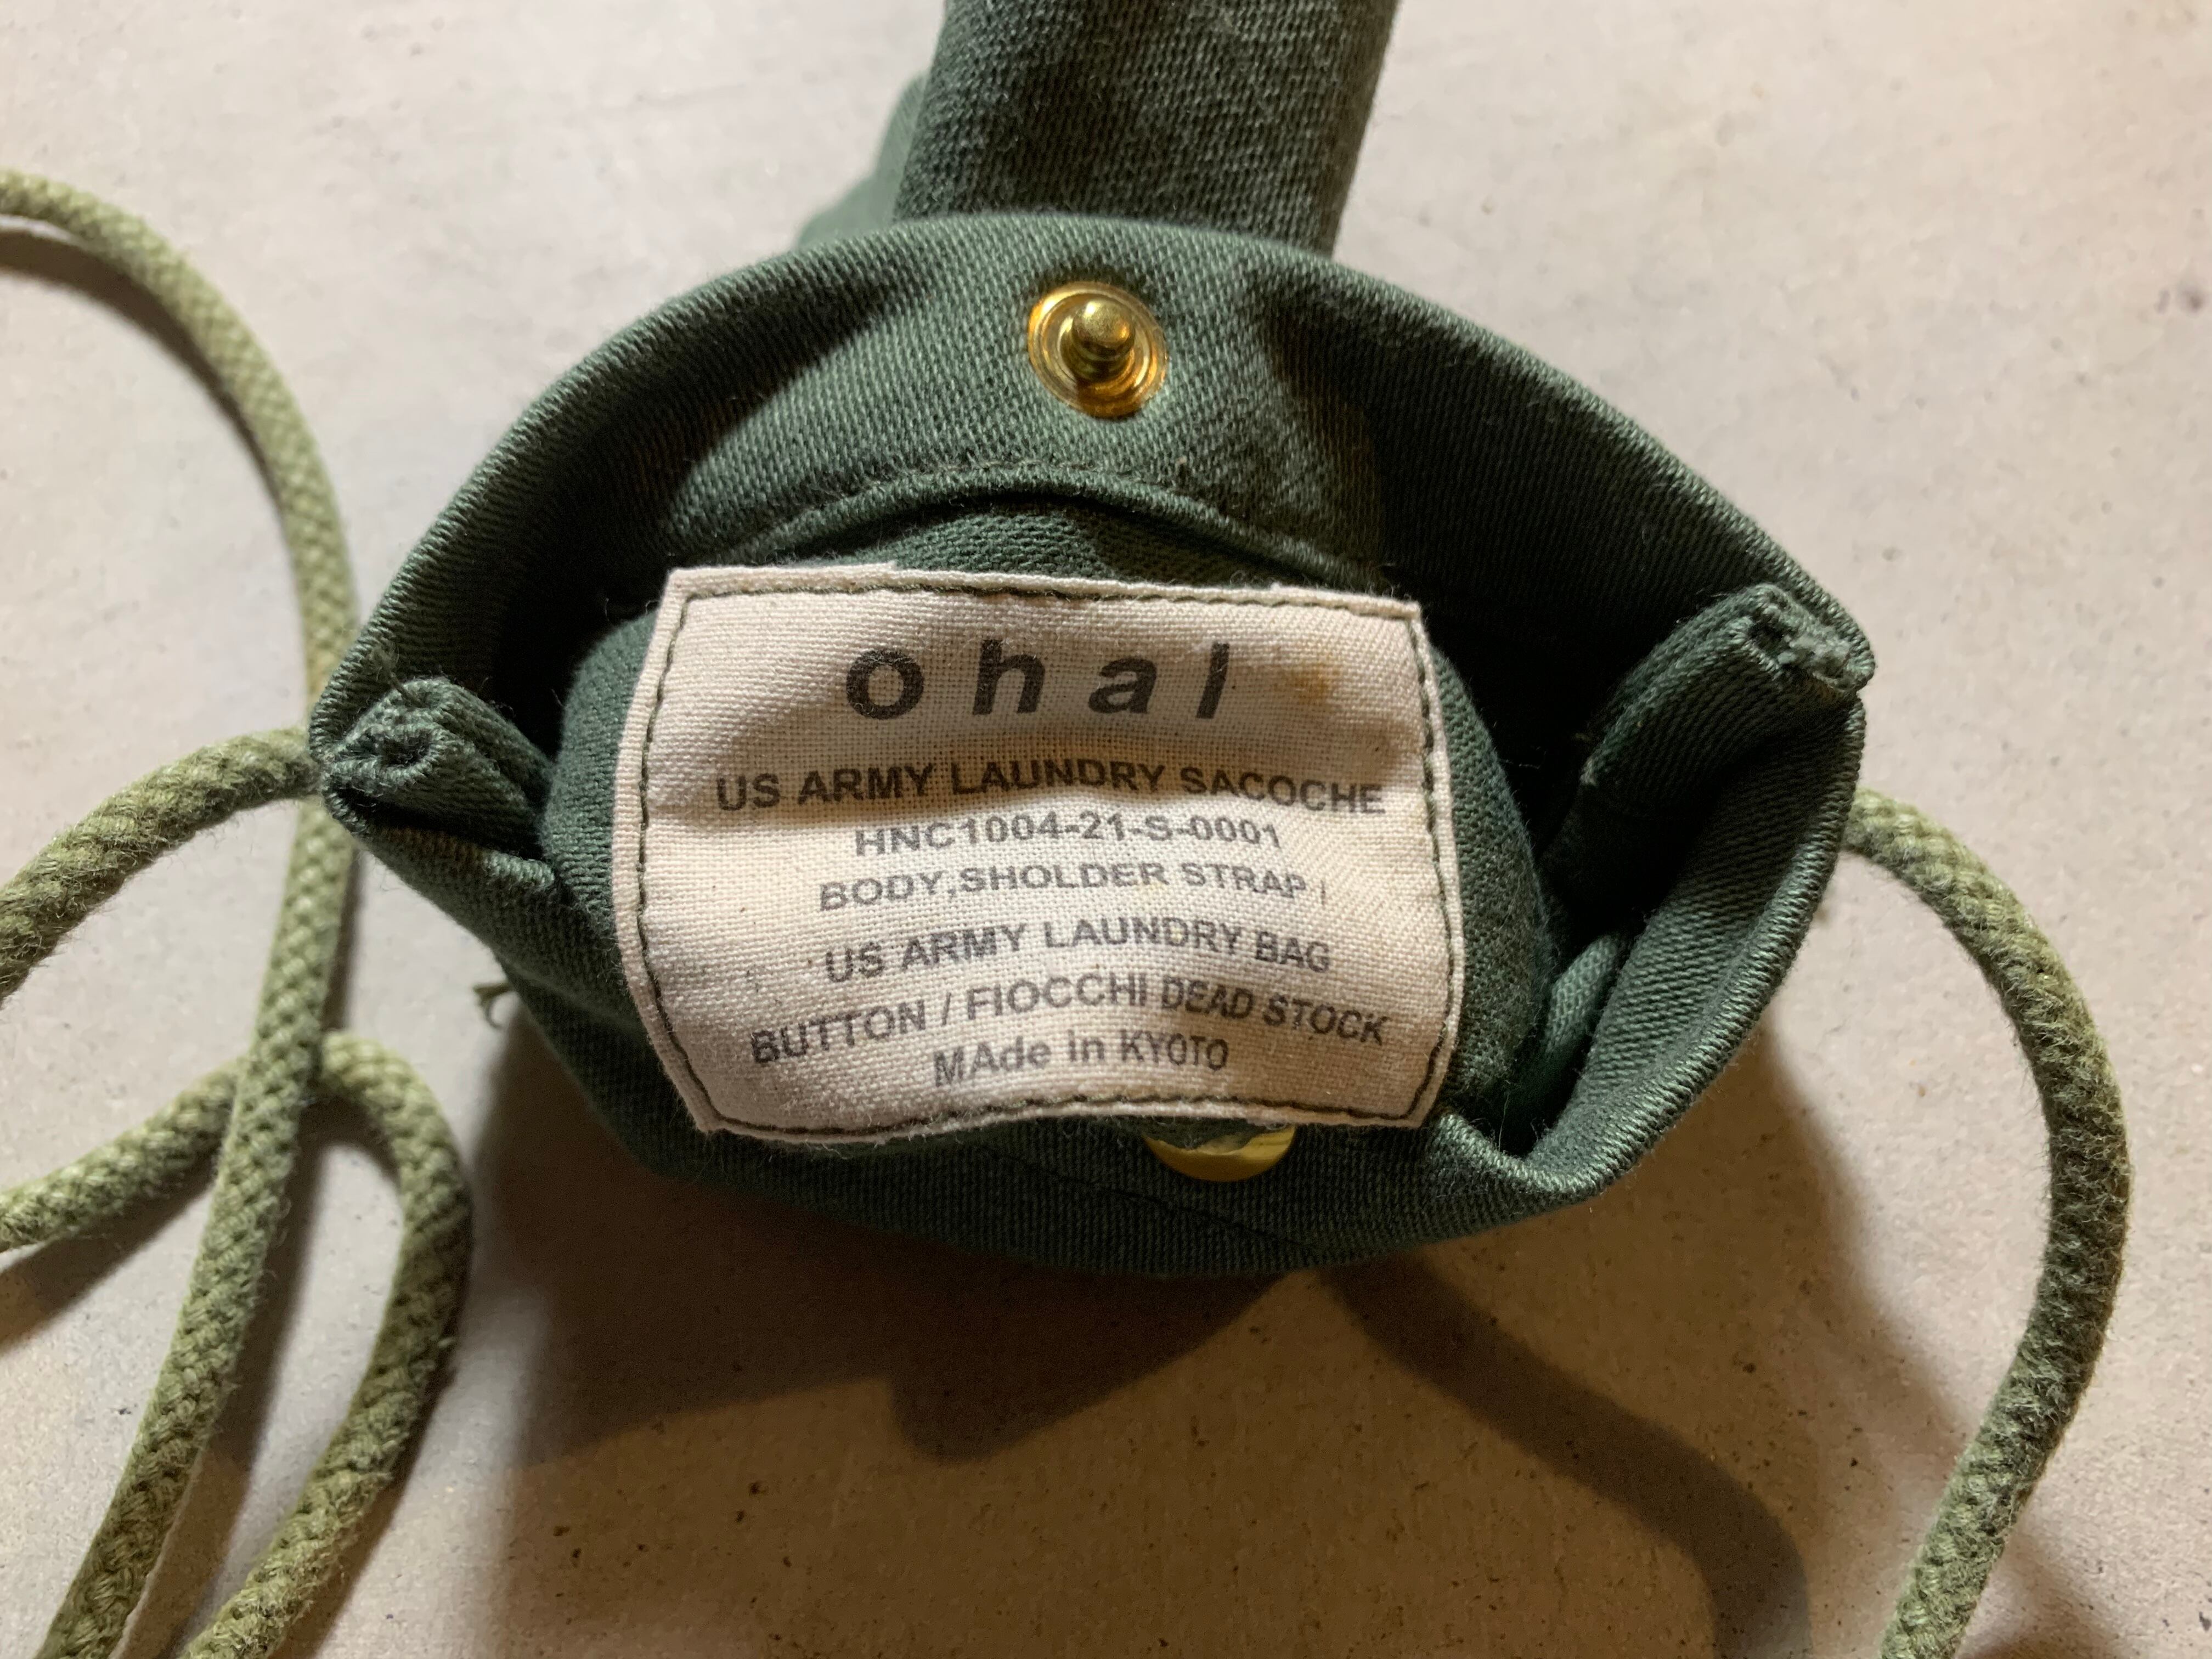 ohal
US ARMY LAUNDRY SACOCHE
HNC1004-21-S-0001
BODY,SHOLDER STRAP /
US ARMY LAUNDRY BAG
BUTTON / FIOCCHI DEAD STOCK
MAde in KYOTO